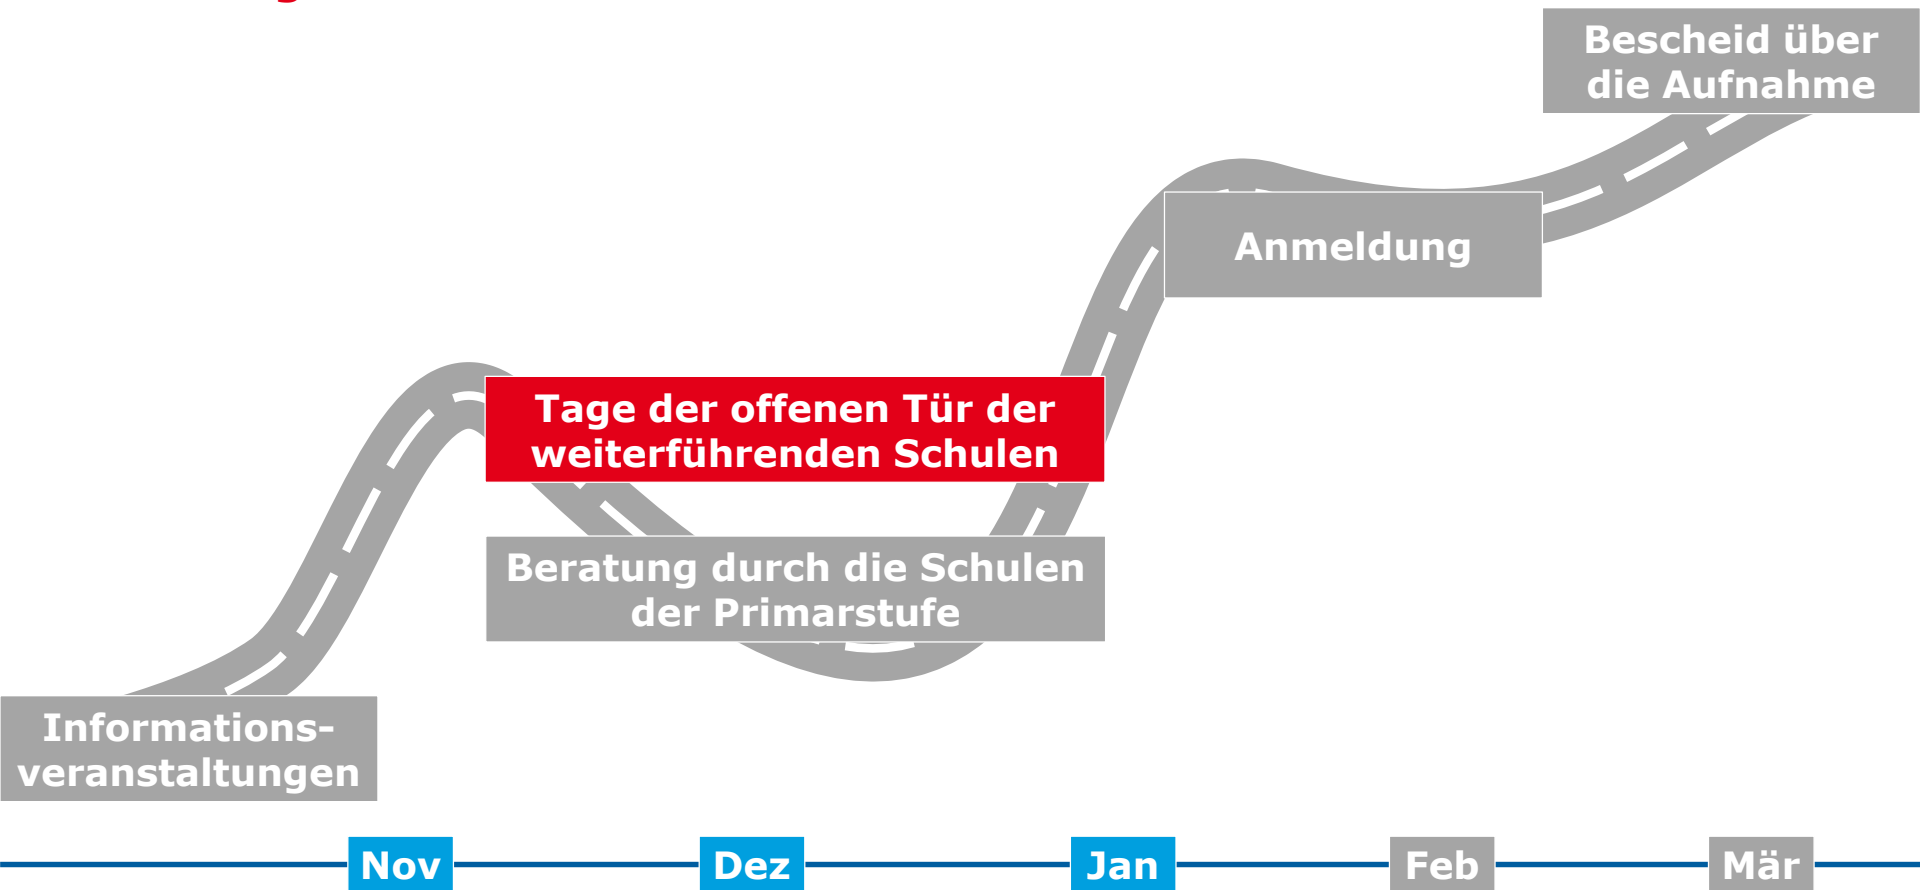 Bescheid über
die Aufnahme
Anmeldung
Tage der offenen Tür der
weiterführenden Schulen
Beratung durch die Schulen
der Primarstufe
Informations-
veranstaltungen
Nov Dez Jan Feb Mär